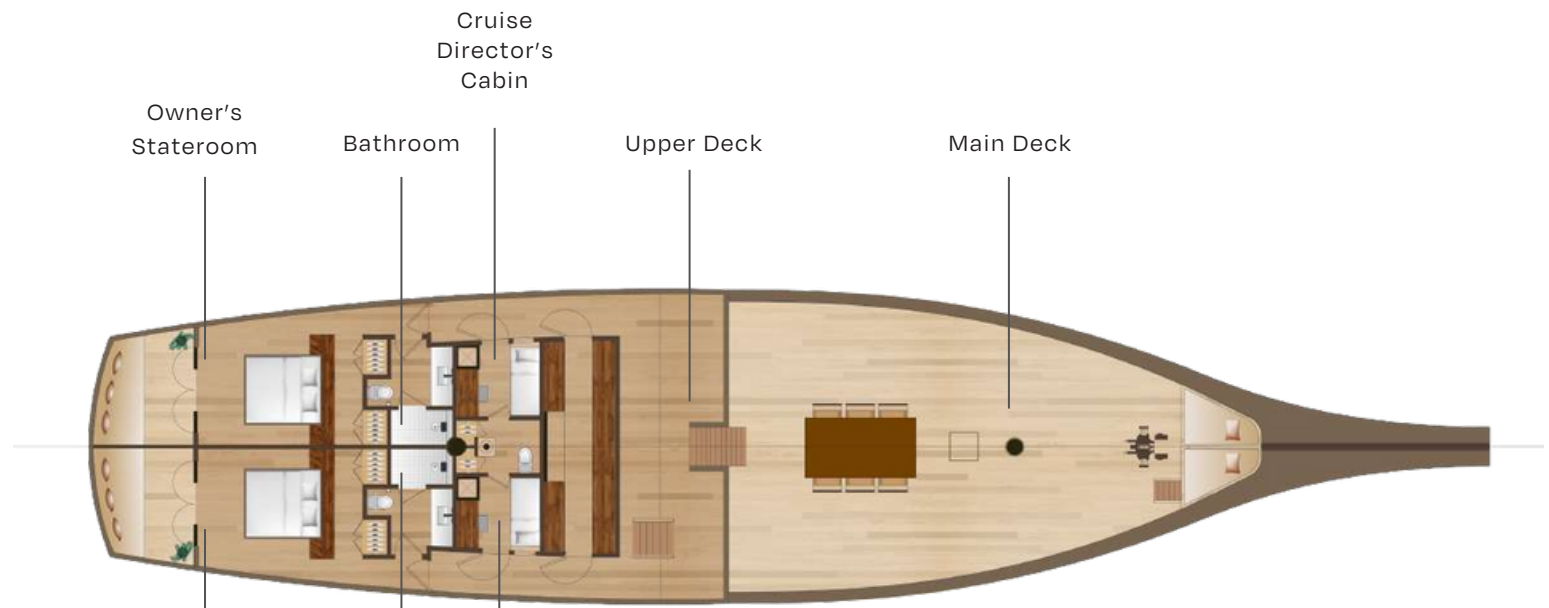 Cruise
Director's
Cabin
Owner's
Stateroom
Bathroom
Upper Deck
Main Deck